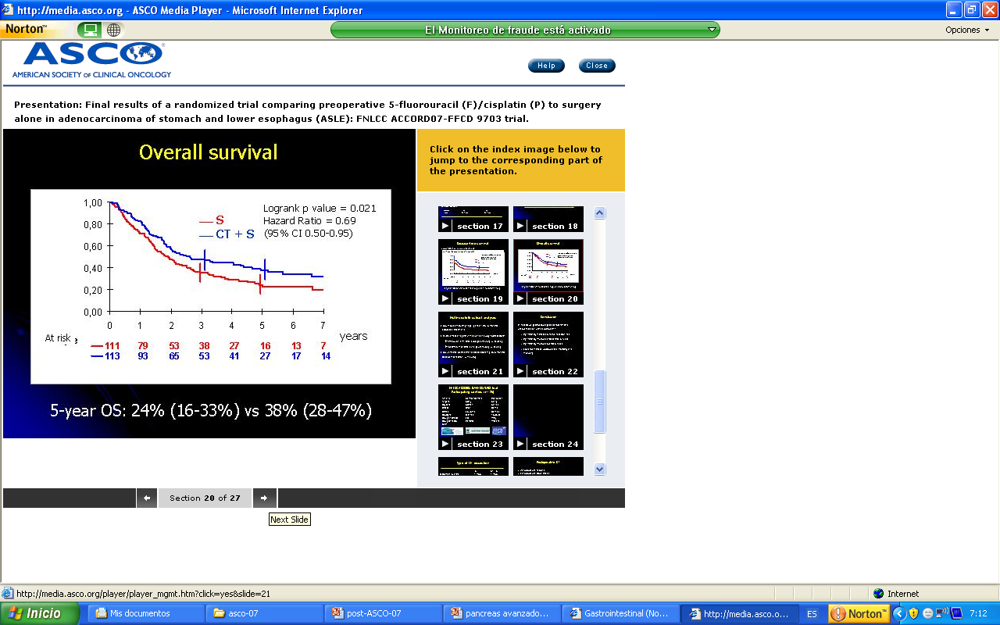 http://media.asco.org - ASCO Media Player - Microsoft Internet Explorer
Norton™
El Monitoreo de fraude está activado
Opciones
ASCO
AMERICAN SOCIETY OF CLINICAL ONCOLOGY
Help
Close
Presentation: Final results of a randomized trial comparing preoperative 5-fluorouracil (F)/cisplatin (P) to surgery
alone in adenocarcinoma of stomach and lower esophagus (ASLE): FNLCC ACCORD07-FFCD 9703 trial.
Overall survival
1,00
0,80
0,60
0,40
0,20
0,00
S
CT + S
Logrank p value = 0.021
Hazard Ratio = 0.69
(95% CI 0.50-0.95)
0 1 2 3 4 5 6 7
years
At risk
111 79 53 38 27 16 13 7
113 93 65 53 41 27 17 14
5-year OS: 24% (16-33%) vs 38% (28-47%)
Click on the index image below to
jump to the corresponding part of
the presentation.
section 17
section 18
section 19
Overall survival
section 20
section 21
Conclusion
section 22
section 23
section 24
Section 20 of 27
Next Slide
http://media.asco.org/player/player_mgmt.htm?click=yes&slide=21
Internet
Inicio
Mis documentos
asco-07
post-ASCO-07
pancreas avanzado...
Gastrointestinal (No...
http://media.asco.o...
ES
Norton™
7:12